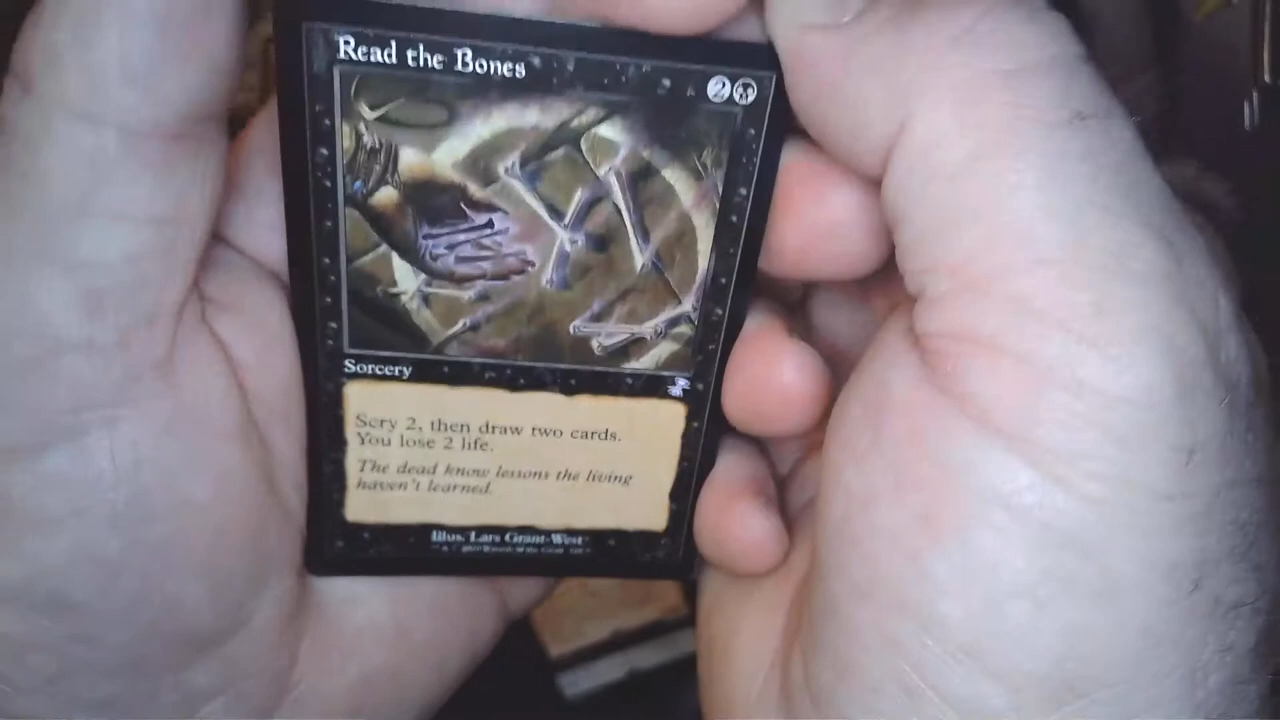 Read the Bones
2
Sorcery
Scry 2, then draw two cards.
You lose 2 life.
The dead know lessons the living
haven't learned.
Illus. Lars Grant-West